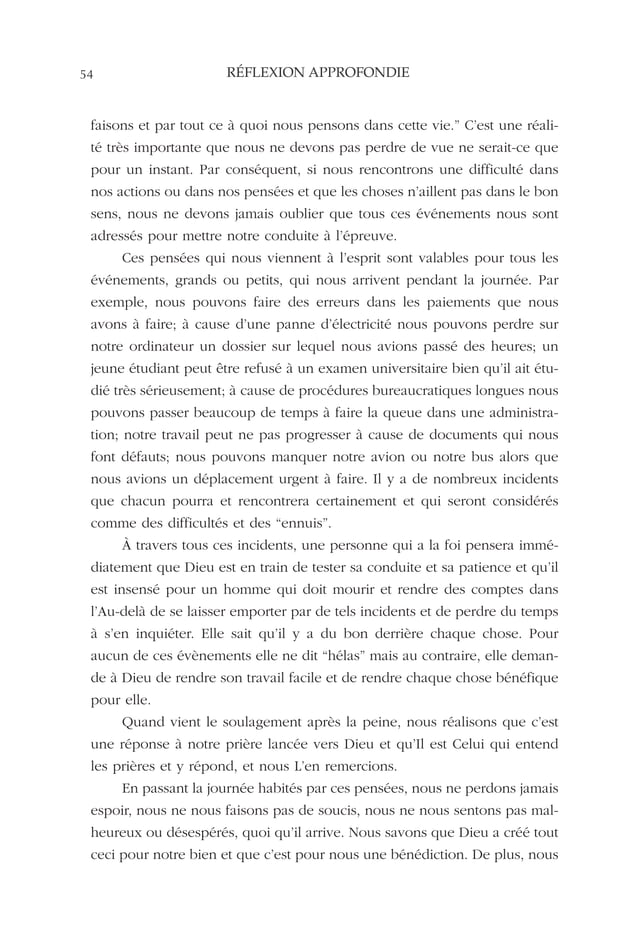 54
RÉFLEXION APPROFONDIE
faisons et par tout ce à quoi nous pensons dans cette vie.” C’est une réali-
té très importante que nous ne devons pas perdre de vue ne serait-ce que
pour un instant. Par conséquent, si nous rencontrons une difficulté dans
nos actions ou dans nos pensées et que les choses n’aillent pas dans le bon
sens, nous ne devons jamais oublier que tous ces événements nous sont
adressés pour mettre notre conduite à l’épreuve.
Ces pensées qui nous viennent à l’esprit sont valables pour tous les
événements, grands ou petits, qui nous arrivent pendant la journée. Par
exemple, nous pouvons faire des erreurs dans les paiements que nous
avons à faire; à cause d’une panne d’électricité nous pouvons perdre sur
notre ordinateur un dossier sur lequel nous avions passé des heures; un
jeune étudiant peut être refusé à un examen universitaire bien qu’il ait étu-
dié très sérieusement; à cause de procédures bureaucratiques longues nous
pouvons passer beaucoup de temps à faire la queue dans une administra-
tion; notre travail peut ne pas progresser à cause de documents qui nous
font défauts; nous pouvons manquer notre avion ou notre bus alors que
nous avions un déplacement urgent à faire. Il y a de nombreux incidents
que chacun pourra et rencontrera certainement et qui seront considérés
comme des difficultés et des “ennuis”.
À travers tous ces incidents, une personne qui a la foi pensera immé-
diatement que Dieu est en train de tester sa conduite et sa patience et qu’il
est insensé pour un homme qui doit mourir et rendre des comptes dans
l’Au-delà de se laisser emporter par de tels incidents et de perdre du temps
à s’en inquiéter. Elle sait qu’il y a du bon derrière chaque chose. Pour
aucun de ces évènements elle ne dit “hélas” mais au contraire, elle deman-
de à Dieu de rendre son travail facile et de rendre chaque chose bénéfique
pour elle.
Quand vient le soulagement après la peine, nous réalisons que c’est
une réponse à notre prière lancée vers Dieu et qu’Il est Celui qui entend
les prières et y répond, et nous L’en remercions.
En passant la journée habités par ces pensées, nous ne perdons jamais
espoir, nous ne nous faisons pas de soucis, nous ne nous sentons pas mal-
heureux ou désespérés, quoi qu’il arrive. Nous savons que Dieu a créé tout
ceci pour notre bien et que c’est pour nous une bénédiction. De plus, nous